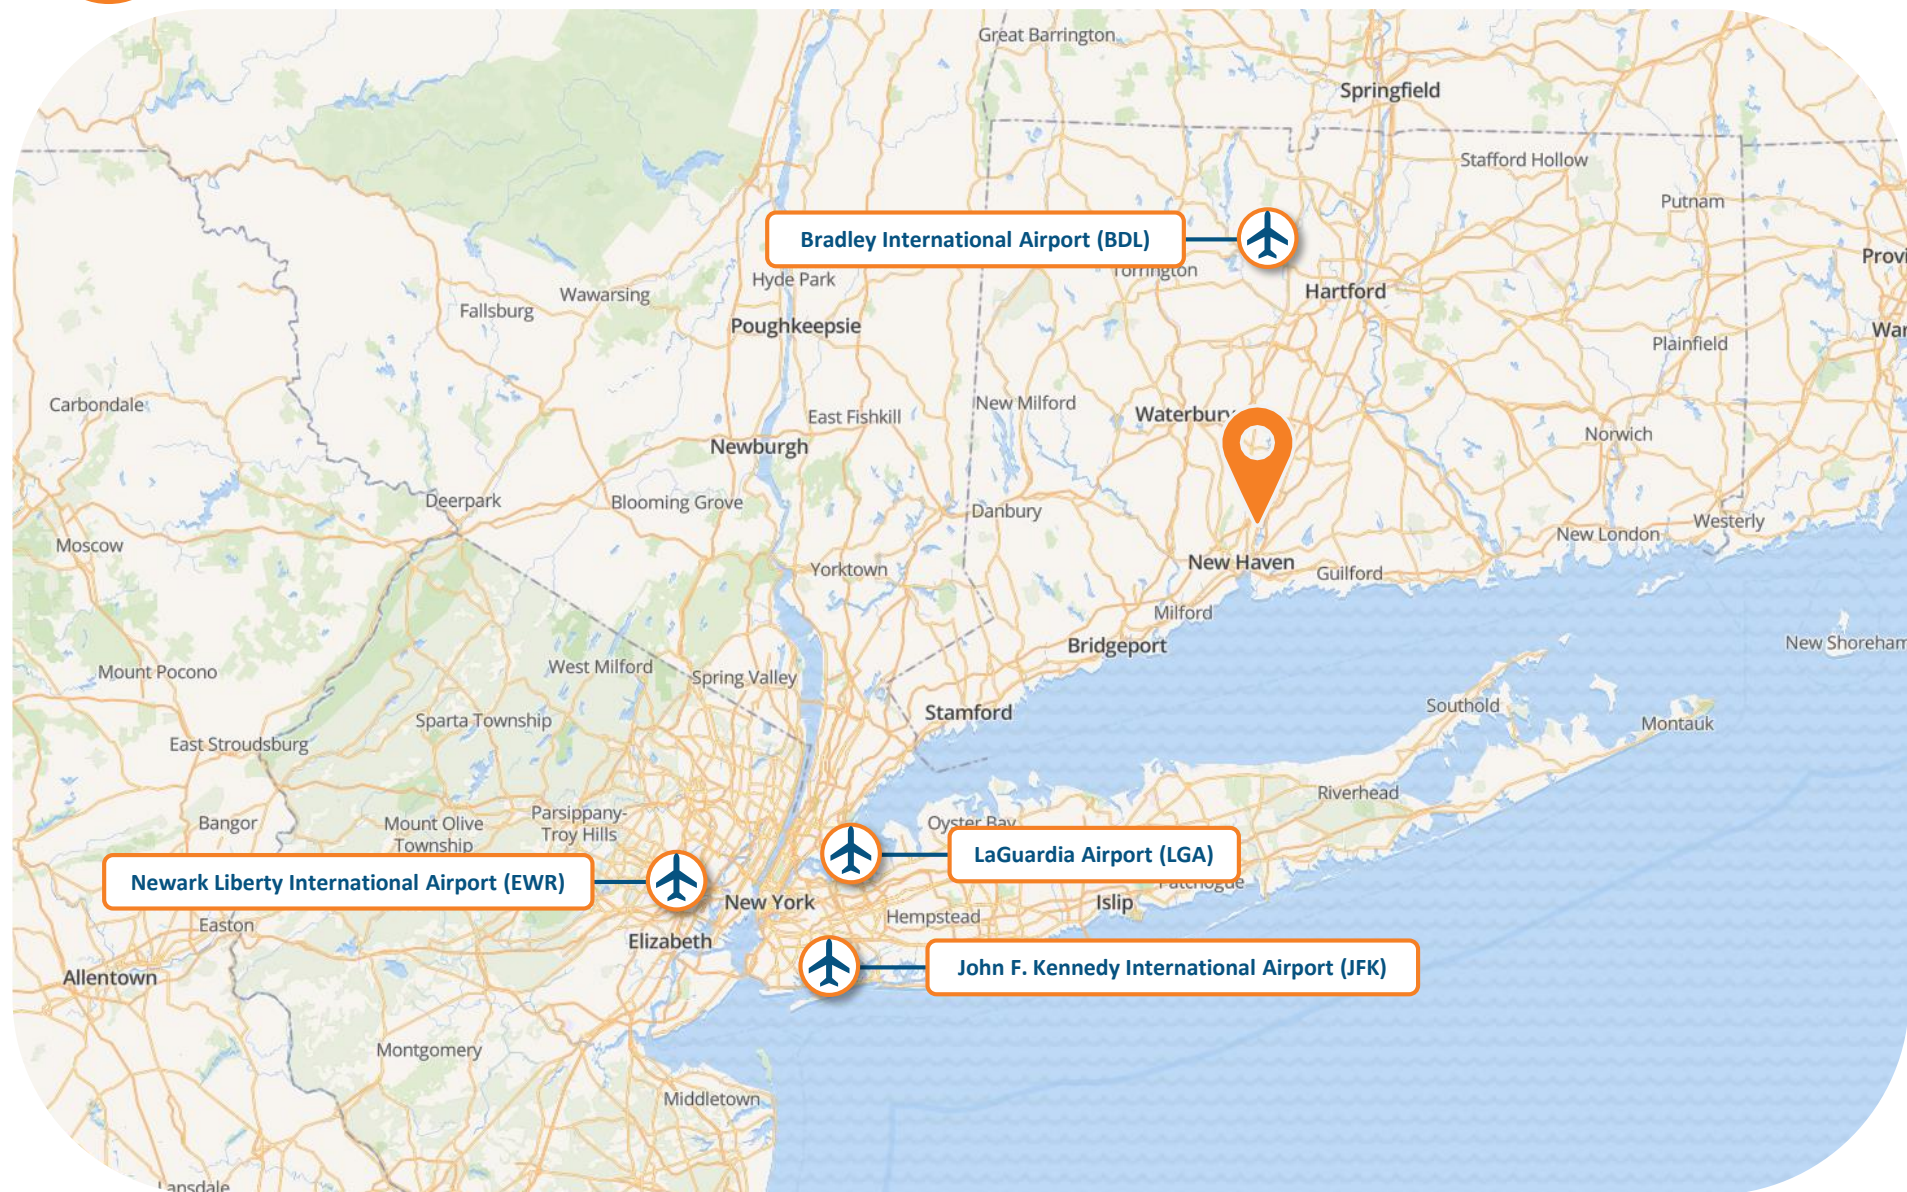 Great Barrington
Springfield
Stafford Hollow
Putnam
Bradley International Airport (BDL)
Torrington
Hyde Park
Wawarsing
Fallsburg
Hartford
Poughkeepsie
Plainfield
Carbondale
New Milford
Waterbury
East Fishkill
Newburgh
Norwich
Deerpark
Blooming Grove
Danbury
Westerly
New London
Moscow
New Haven
Guilford
Yorktown
Milford
Bridgeport
New Shoreham
Mount Pocono
West Milford
Spring Valley
Southold
Stamford
Sparta Township
Montauk
East Stroudsburg
Riverhead
Bangor
Mount Olive
Township
Parsippany-
Troy Hills
Oyster Bay
LaGuardia Airport (LGA)
Newark Liberty International Airport (EWR)
Patchogue
New York
Islip
Hempstead
Easton
Elizabeth
John F. Kennedy International Airport (JFK)
Allentown
Montgomery
Middletown
Lansdale